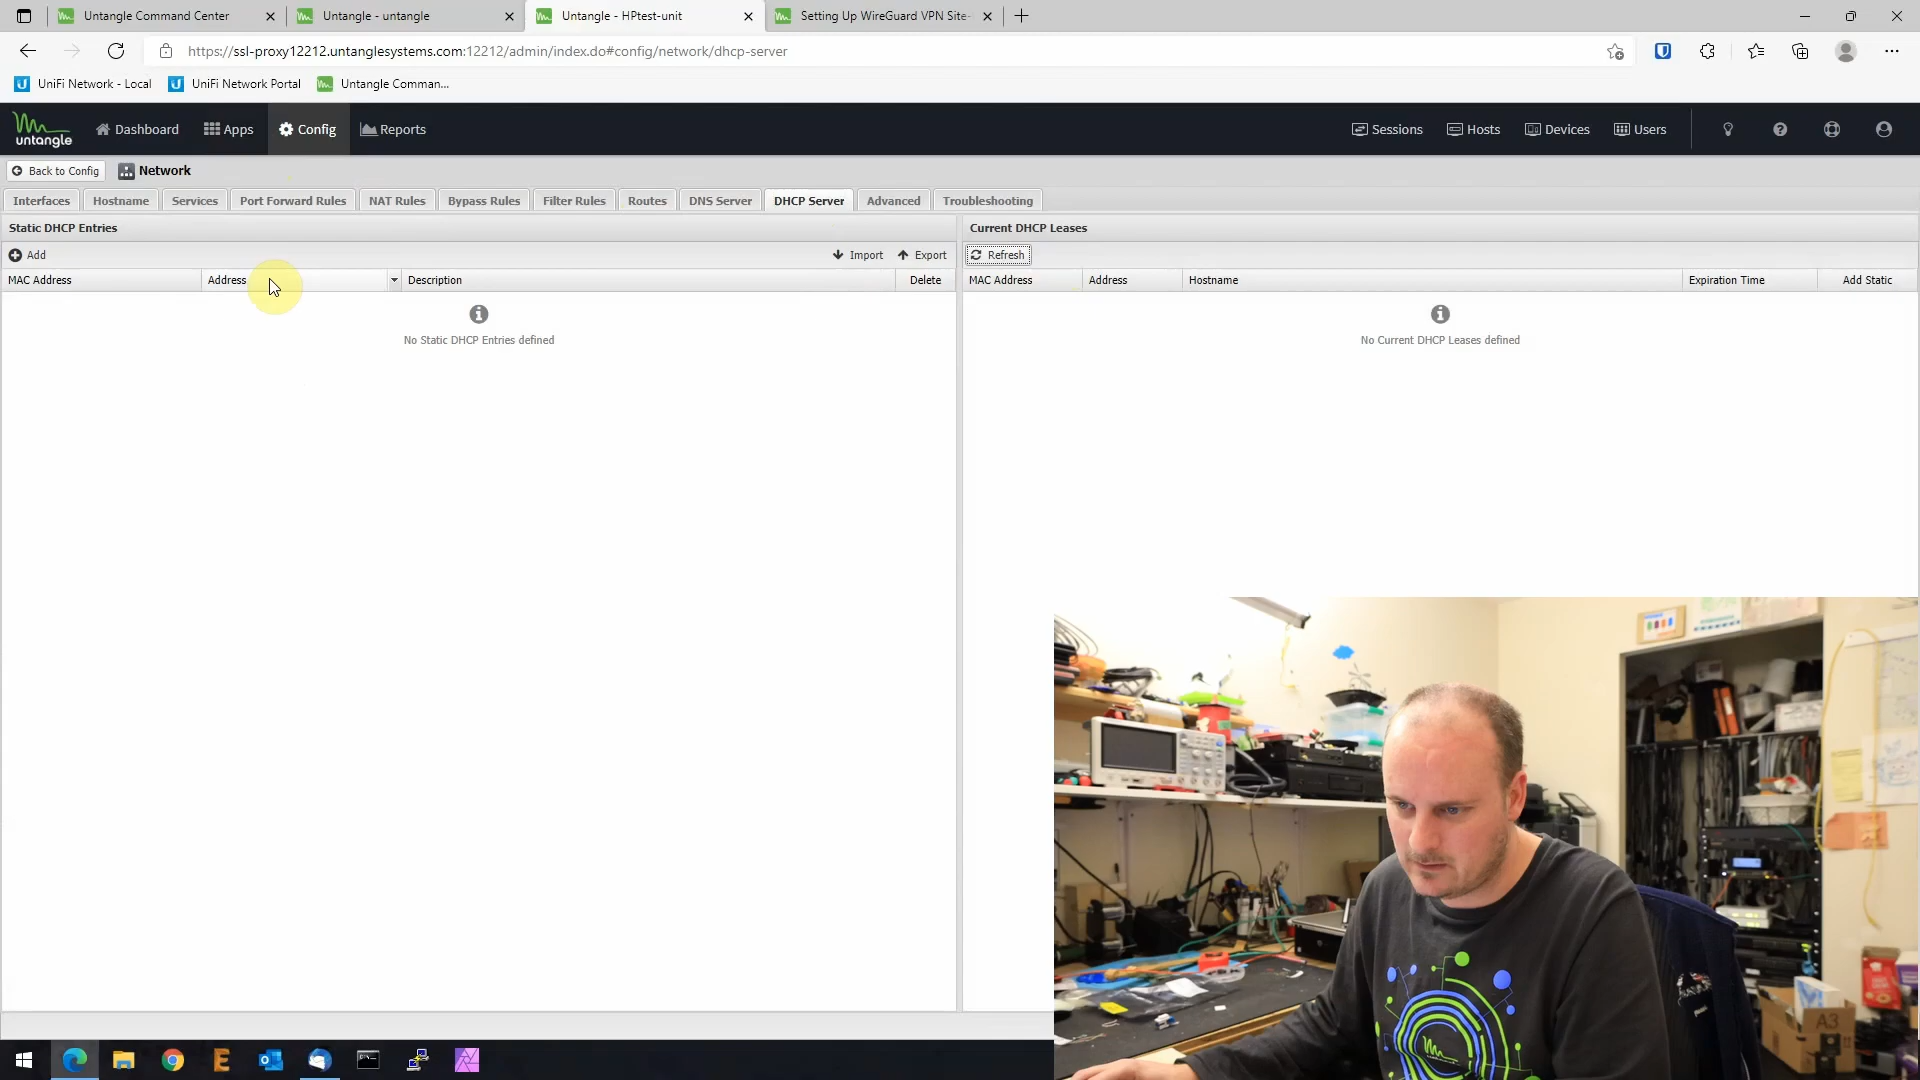 Untangle Command Center
Untangle - untangle
Untangle - HPtest-unit
Setting Up WireGuard VPN Site-
https://ssl-proxy12212.untanglesystems.com:12212/admin/index.do#config/network/dhcp-server
UniFi Network - Local
UniFi Network Portal
Untangle Comman...
untangle
Dashboard
Apps
Config
Reports
Sessions
Hosts
Devices
Users
Back to Config
Network
Interfaces
Hostname
Services
Port Forward Rules
NAT Rules
Bypass Rules
Filter Rules
Routes
DNS Server
DHCP Server
Advanced
Troubleshooting
Static DHCP Entries
Current DHCP Leases
Add
Import
Export
Refresh
MAC Address
Address
Description
Delete
MAC Address
Address
Hostname
Expiration Time
Add Static
No Static DHCP Entries defined
No Current DHCP Leases defined
A3